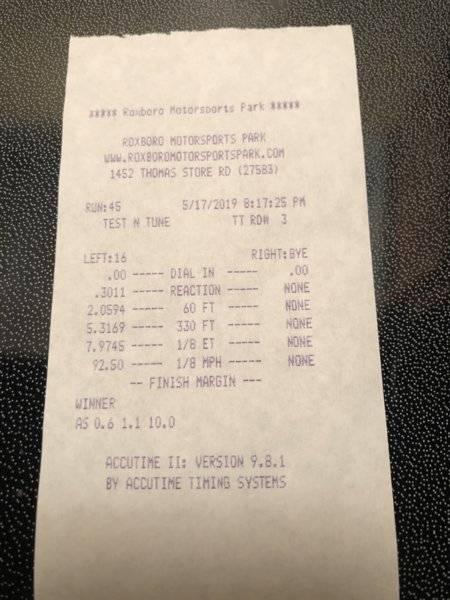 ***** Roxboro Motorsports Park *****
ROXBORO MOTORSPORTS PARK
WWW.ROXBOROMOTORSPORTSPARK.COM
1452 THOMAS STORE RD (27583)
RUN:45 5/17/2019 8:17:25 PM
TEST N TUNE TT RD# 3
LEFT:16 RIGHT:BYE
.00 ----- DIAL IN ----- .00
.3011 ----- REACTION ----- NONE
2.0594 ----- 60 FT ----- NONE
5.3169 ----- 330 FT ----- NONE
7.9745 ----- 1/8 ET ----- NONE
92.50 ----- 1/8 MPH ----- NONE
-- FINISH MARGIN ---
WINNER
AS 0.6 1.1 10.0
ACCUTIME II: VERSION 9.8.1
BY ACCUTIME TIMING SYSTEMS